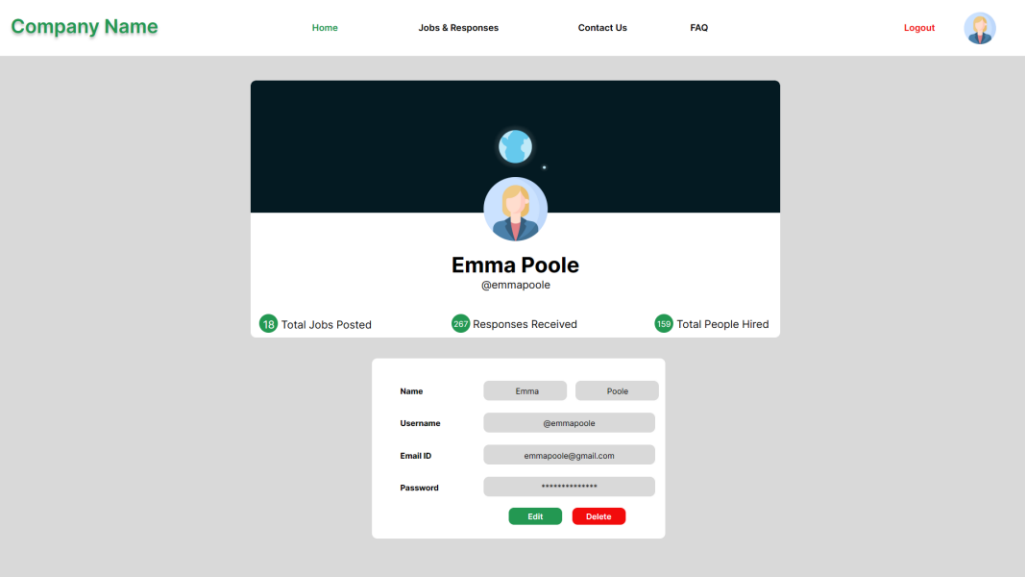 Company Name
Home Jobs & Responses Contact Us FAQ Logout
Emma Poole
@emmapoole
18 Total Jobs Posted 267 Responses Received 159 Total People Hired
Name Emma Poole
Username @emmapoole
Email ID emmapoole@gmail.com
Password **************
Edit Delete